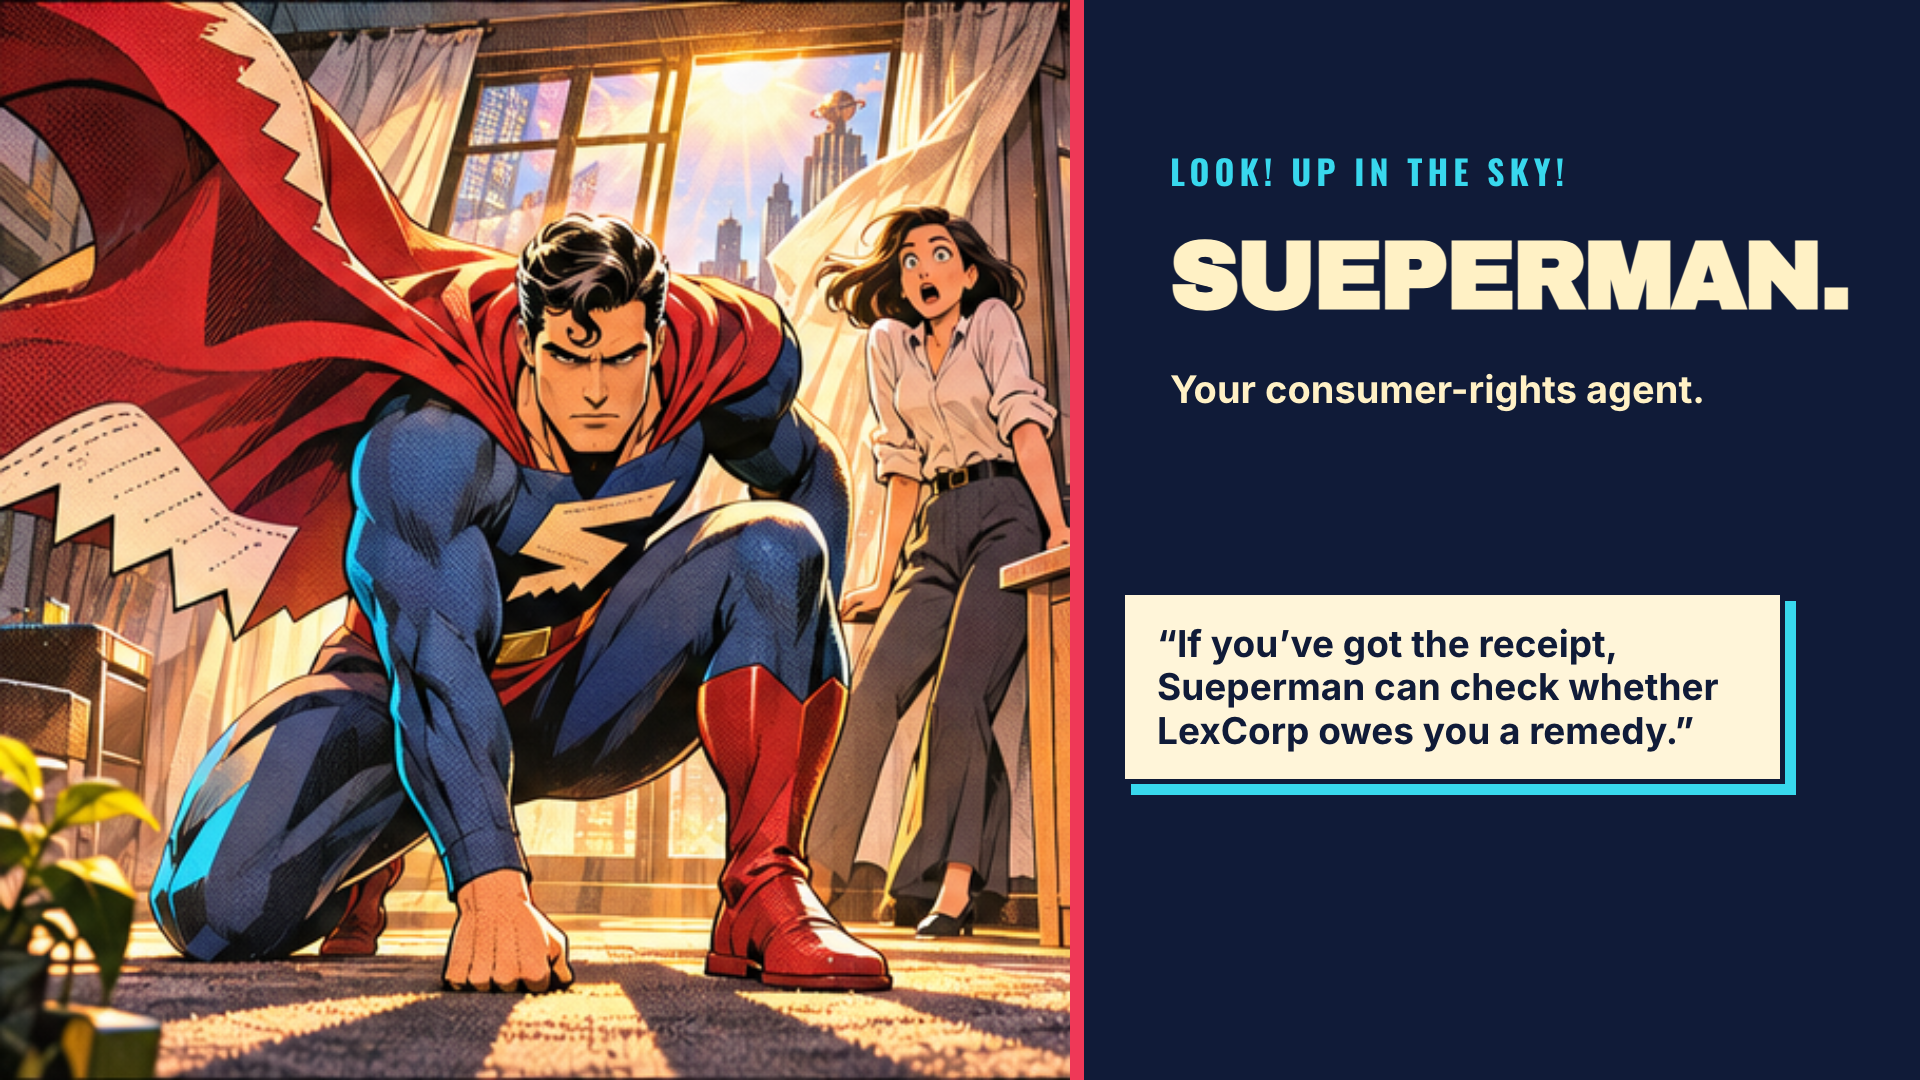 LOOK! UP IN THE SKY!
SUEPERMAN.
Your consumer-rights agent.
“If you’ve got the receipt,
Sueperman can check whether
LexCorp owes you a remedy.”